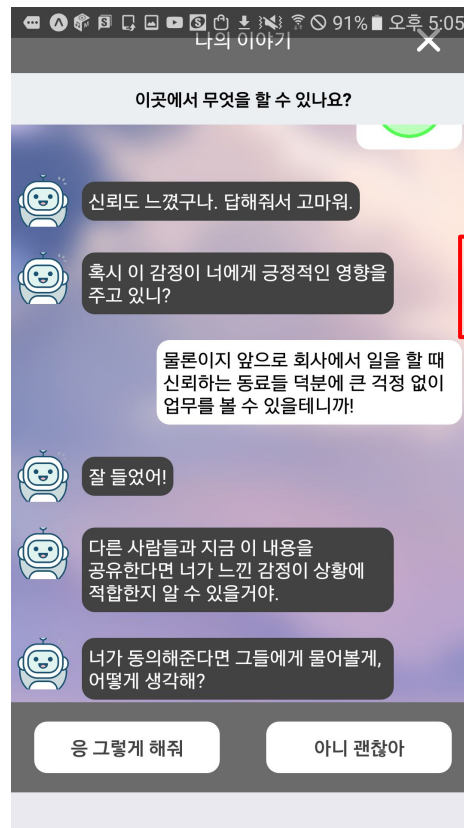 91% 오후 5:05
나의 이야기
이곳에서 무엇을 할 수 있나요?
신뢰도 느꼈구나. 답해줘서 고마워.
혹시 이 감정이 너에게 긍정적인 영향을
주고 있니?
물론이지 앞으로 회사에서 일을 할 때
신뢰하는 동료들 덕분에 큰 걱정 없이
업무를 볼 수 있을테니까!
잘 들었어!
다른 사람들과 지금 이 내용을
공유한다면 너가 느낀 감정이 상황에
적합한지 알 수 있을거야.
너가 동의해준다면 그들에게 물어볼게,
어떻게 생각해?
응 그렇게 해줘
아니 괜찮아